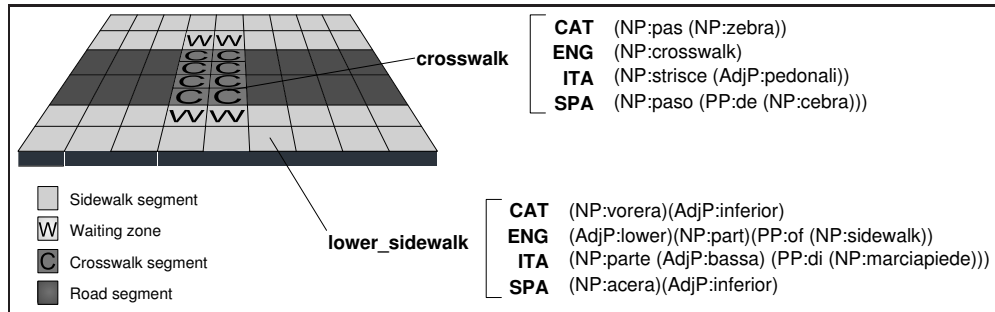 W W
C C
C C
C C
C C
W W
crosswalk
CAT (NP:pas (NP:zebra))
ENG (NP:crosswalk)
ITA (NP:strisce (AdjP:pedonali))
SPA (NP:paso (PP:de (NP:cebra)))
Sidewalk segment
W Waiting zone
C Crosswalk segment
Road segment
lower_sidewalk
CAT (NP:vorera)(AdjP:inferior)
ENG (AdjP:lower)(NP:part)(PP:of (NP:sidewalk))
ITA (NP:parte (AdjP:bassa) (PP:di (NP:marciapiede)))
SPA (NP:acera)(AdjP:inferior)